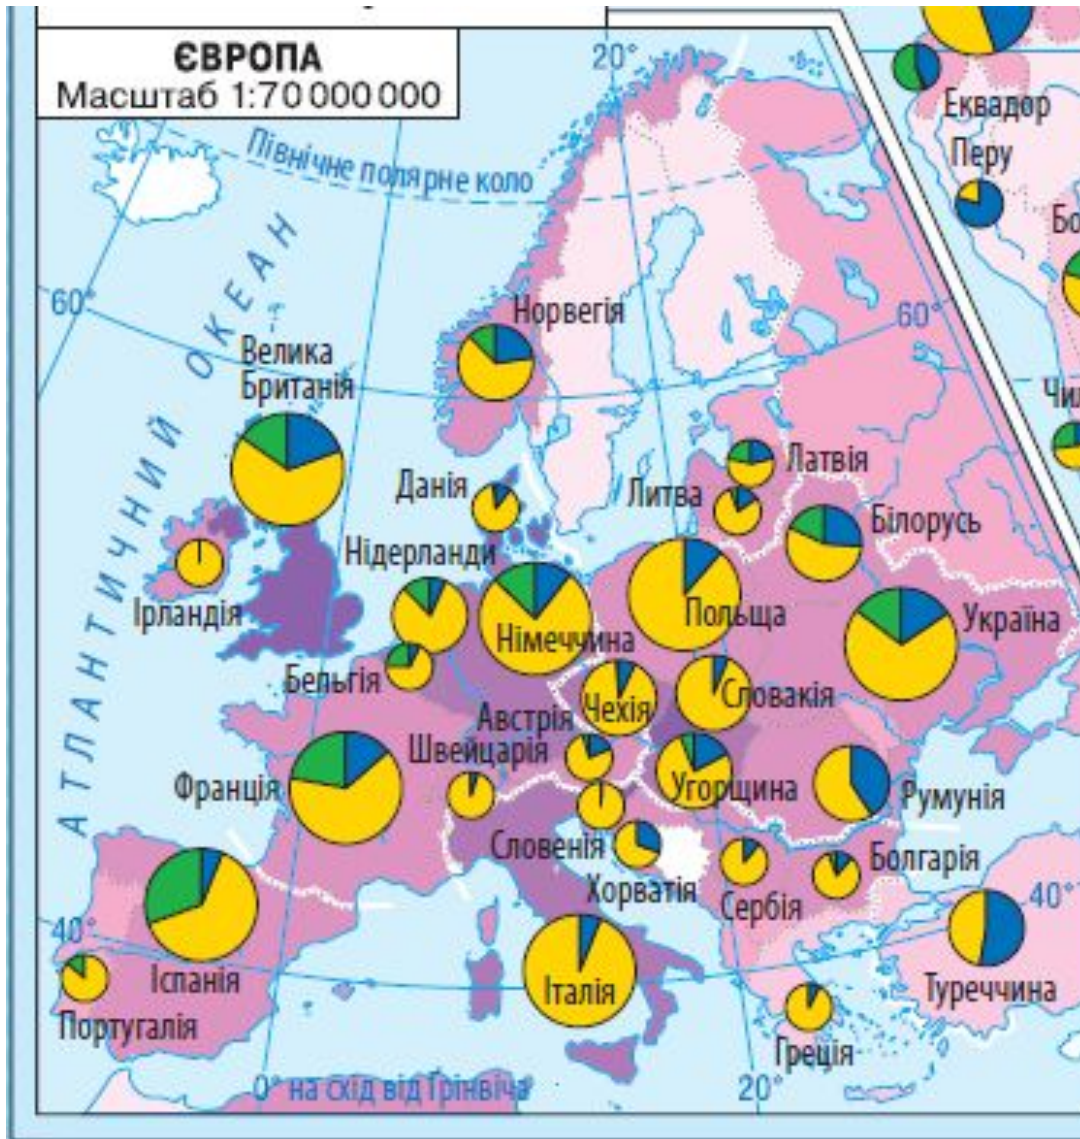 ЄВРОПА
Масштаб 1:70 000 000
20°
Еквадор
Перу
Північне полярне коло
АТЛАНТИЧНИЙ ОКЕАН
60°
60°
Норвегія
Велика
Британія
Данія
Латвія
Литва
Білорусь
Нідерланди
Ірландія
Польща
Україна
Німеччина
Бельгія
Чехія
Словакія
Австрія
Швейцарія
Франція
Угорщина
Румунія
Словенія
Хорватія
Сербія
Болгарія
40°
40°
Іспанія
Італія
Туреччина
Португалія
Греція
0° на схід від Ґрінвіча
20°